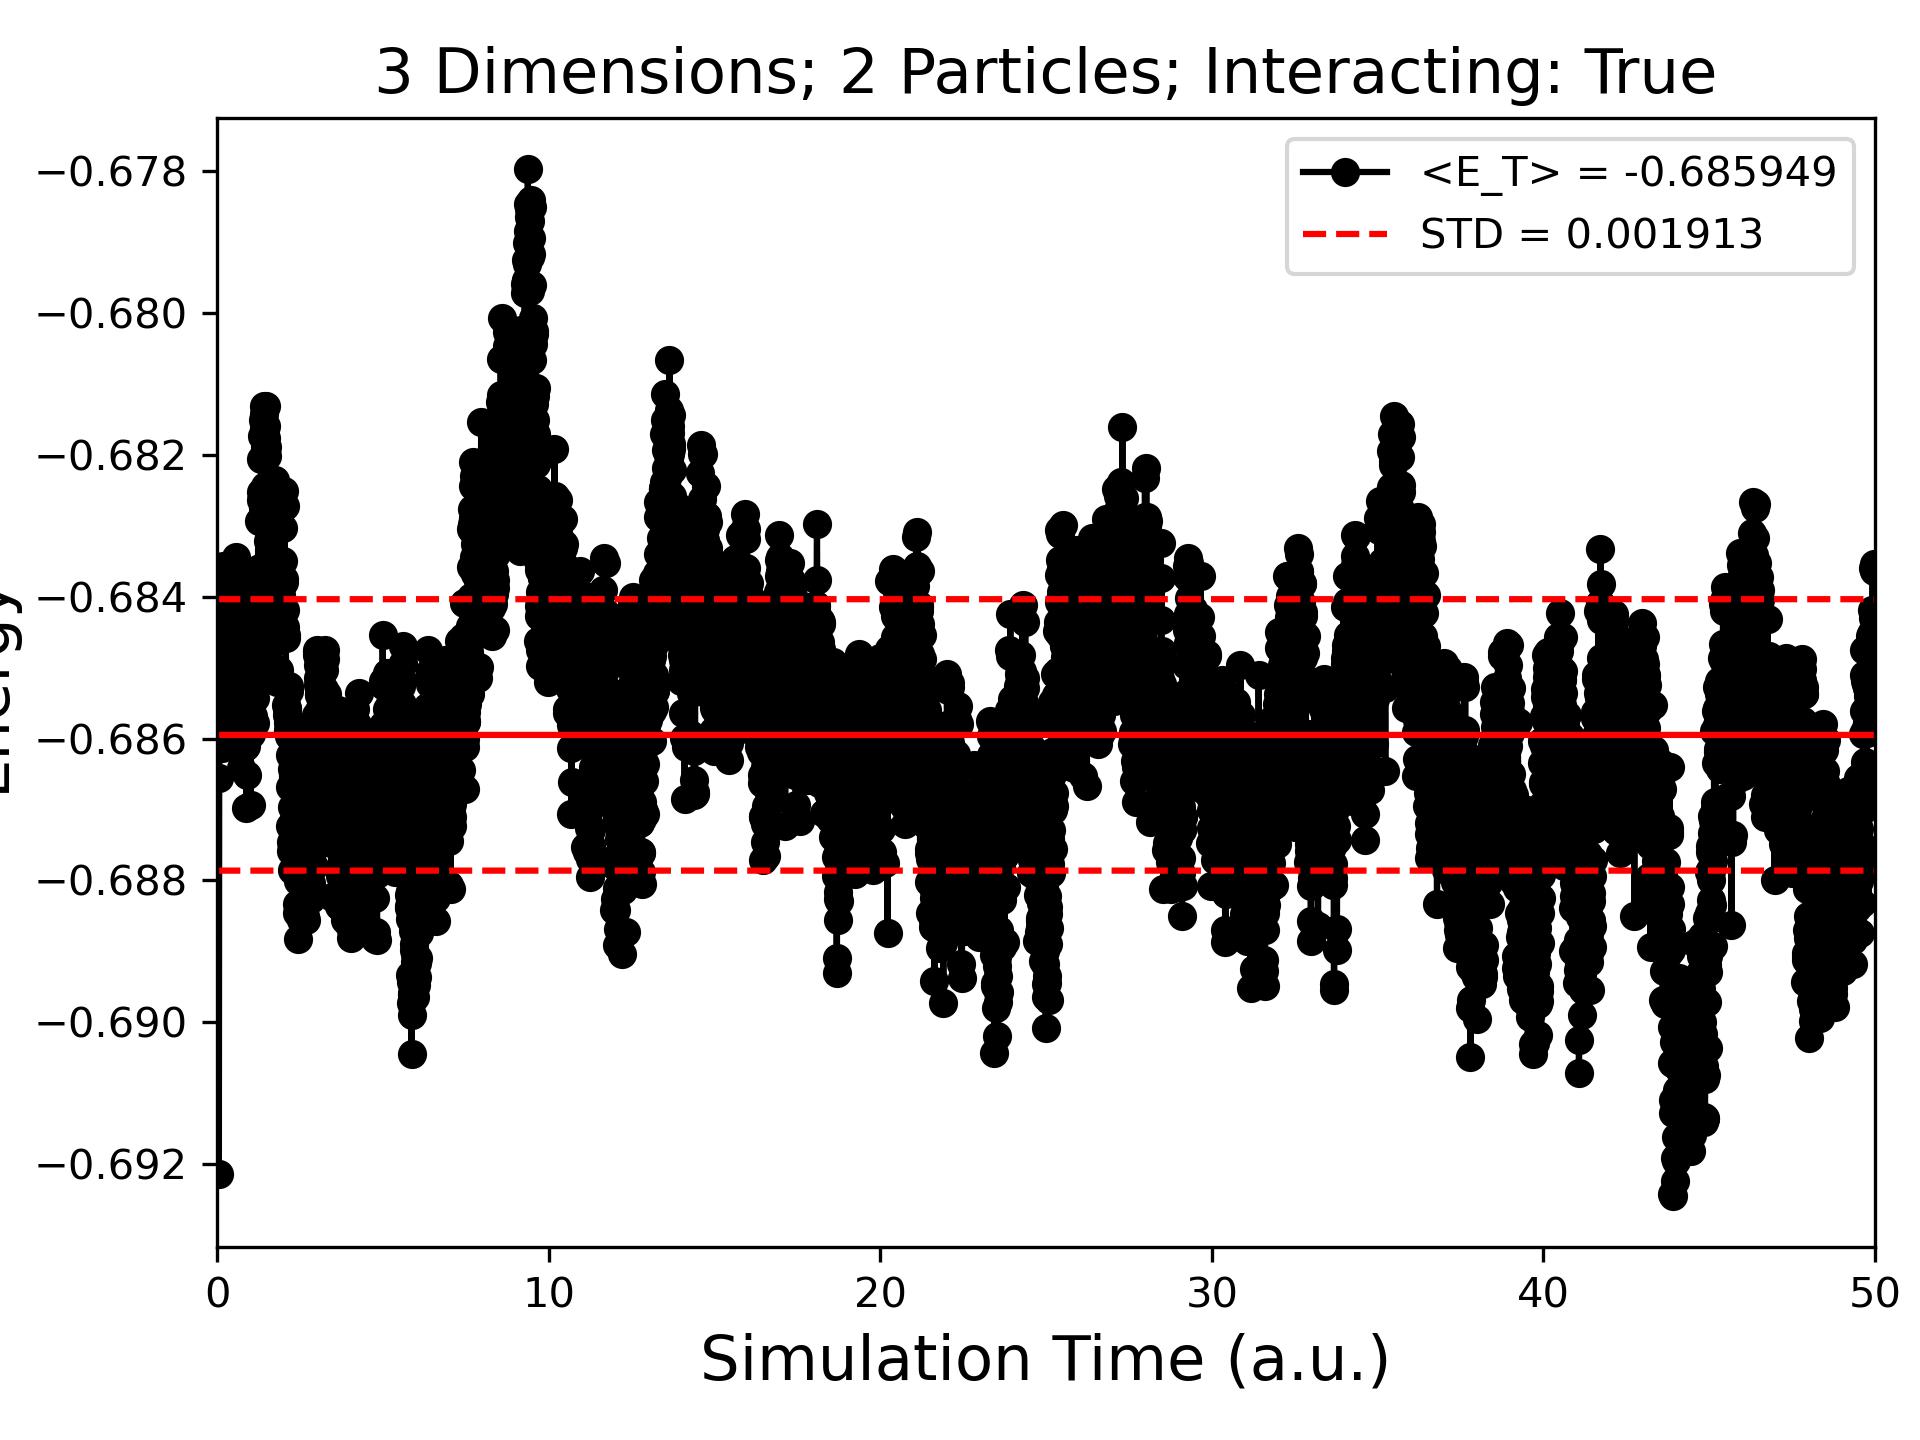 3 Dimensions; 2 Particles; Interacting: True
<E_T> = -0.685949
STD = 0.001913
−0.678
−0.680
−0.682
−0.684
−0.686
−0.688
−0.690
−0.692
Energy
0 10 20 30 40 50
Simulation Time (a.u.)